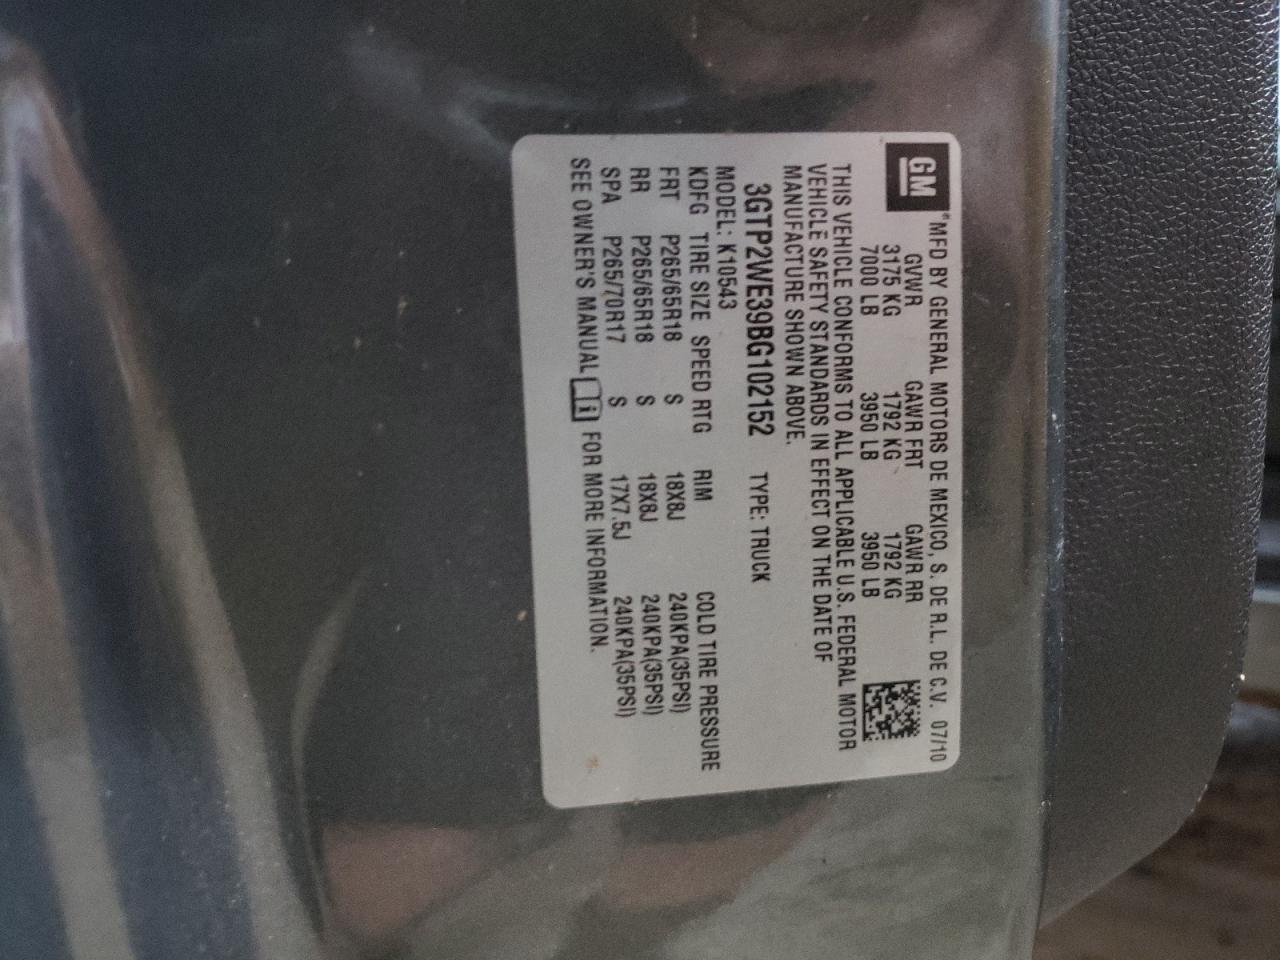 GM
® MFD BY GENERAL MOTORS DE MEXICO, S. DE R.L. DE C.V. 07/10
GVWR GAWR FRT GAWR RR
3175 KG 1792 KG 1792 KG
7000 LB 3950 LB 3950 LB
THIS VEHICLE CONFORMS TO ALL APPLICABLE U.S. FEDERAL MOTOR
VEHICLE SAFETY STANDARDS IN EFFECT ON THE DATE OF
MANUFACTURE SHOWN ABOVE.
3GTP2WE39BG102152 TYPE: TRUCK
MODEL: K10543
KDFG TIRE SIZE SPEED RTG RIM COLD TIRE PRESSURE
FRT P265/65R18 S 18X8J 240KPA(35PSI)
RR P265/65R18 S 18X8J 240KPA(35PSI)
SPA P265/70R17 S 17X7.5J 240KPA(35PSI)
SEE OWNER'S MANUAL i FOR MORE INFORMATION.